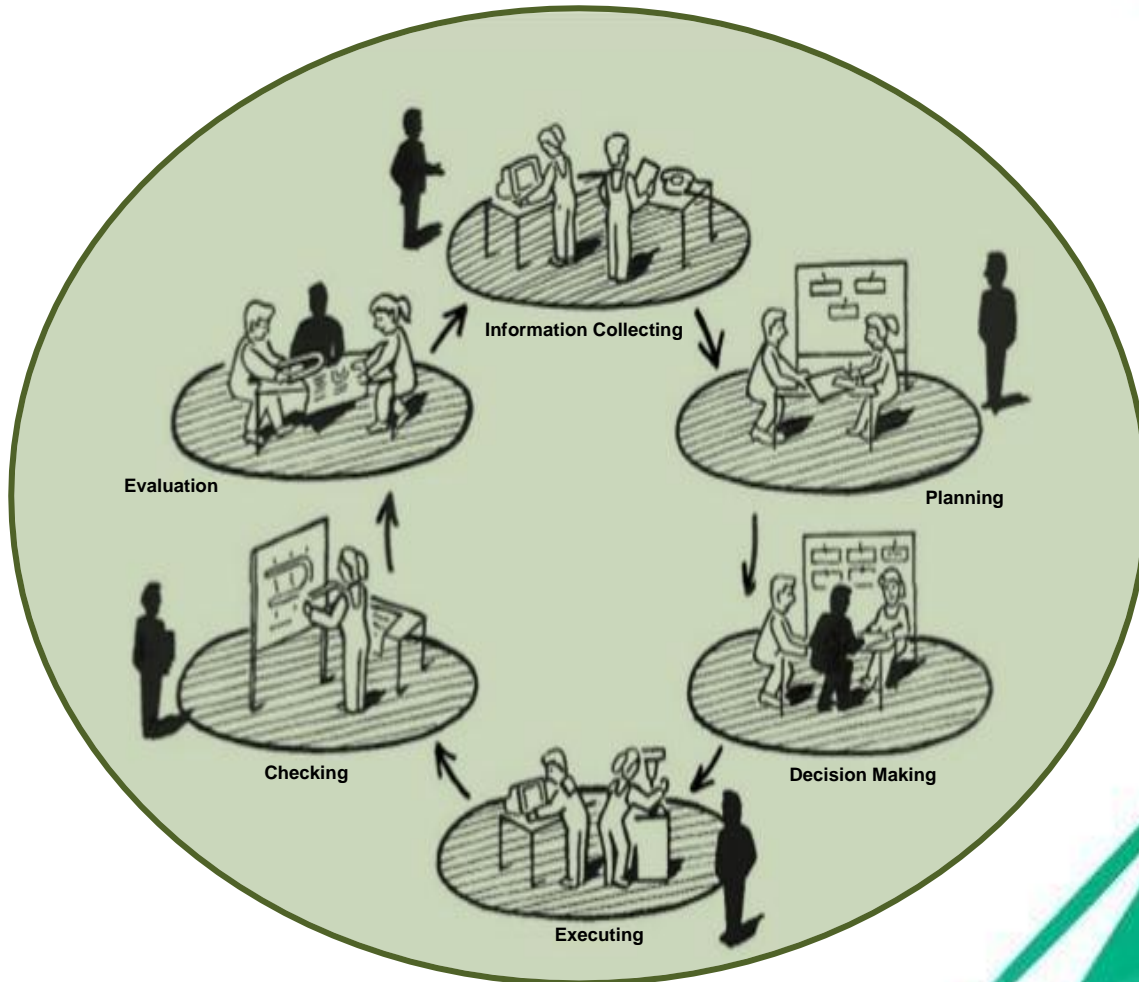 Information Collecting
Planning
Decision Making
Executing
Checking
Evaluation